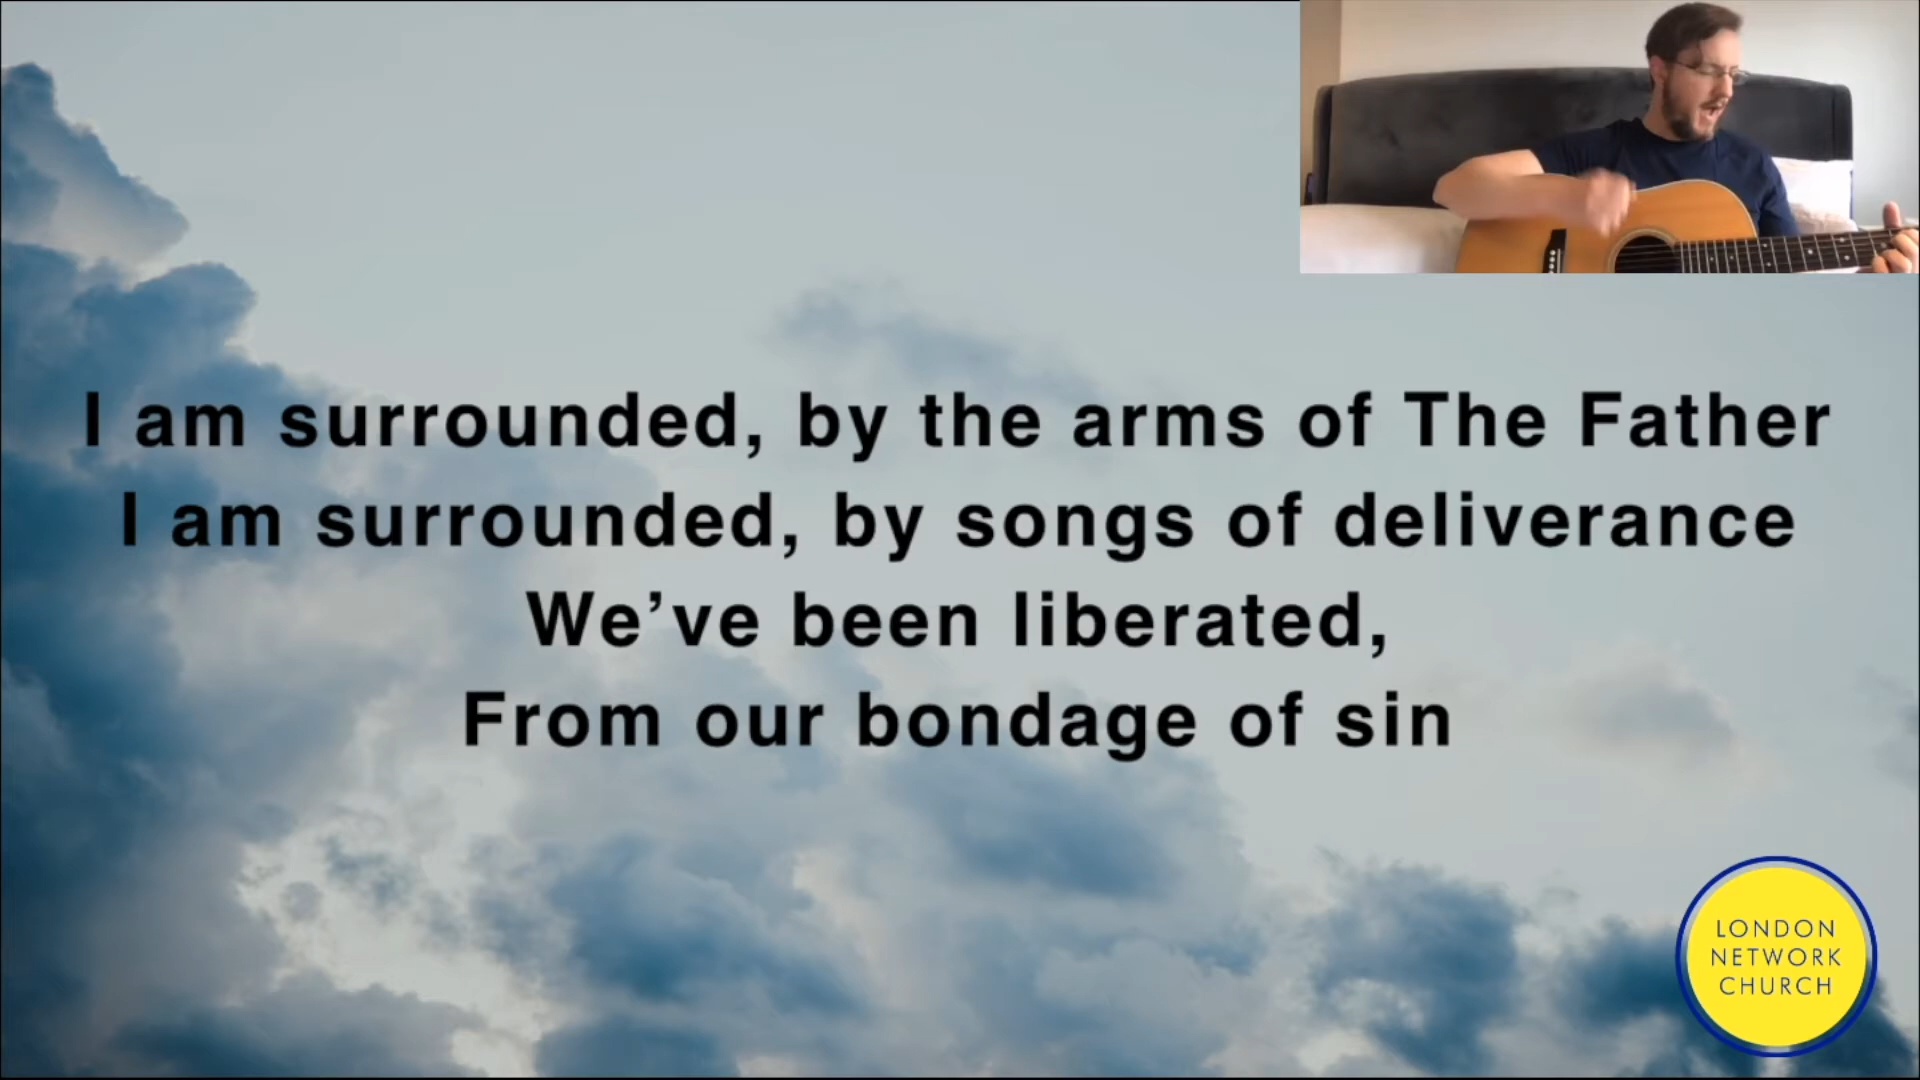 I am surrounded, by the arms of The Father
I am surrounded, by songs of deliverance
We’ve been liberated,
From our bondage of sin
LONDON
NETWORK
CHURCH